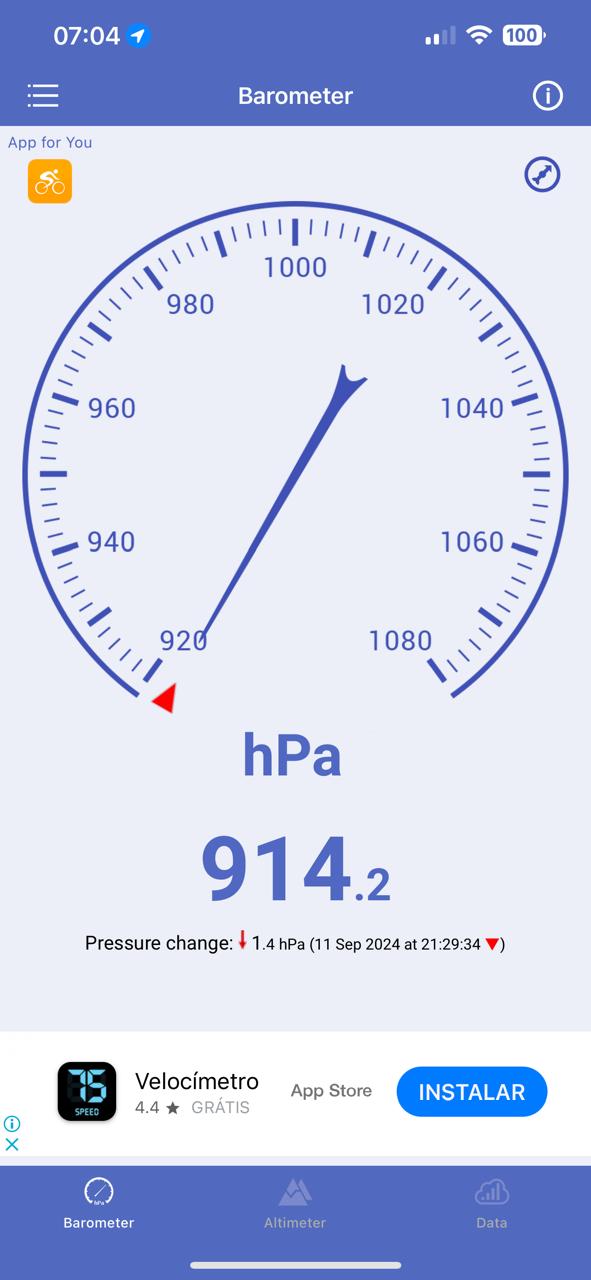 07:04
100
Barometer
App for You
1000
980
1020
960
1040
940
1060
920
1080
hPa
914.2
Pressure change: 1.4 hPa (11 Sep 2024 at 21:29:34 ▼)
75
SPEED
Velocímetro
4.4 ★ GRÁTIS
App Store
INSTALAR
hPa
Barometer
Altimeter
Data